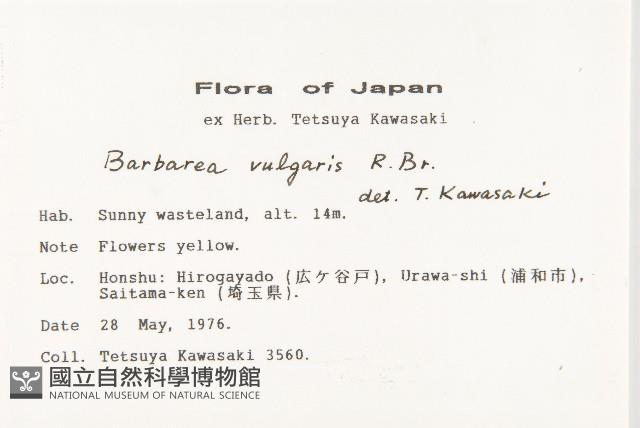 Flora of Japan
ex Herb. Tetsuya Kawasaki
Barbarea vulgaris R. Br.
det. T. Kawasaki
Hab. Sunny wasteland, alt. 14m.
Note Flowers yellow.
Loc. Honshu: Hirogayado (広ケ谷戸), Urawa-shi (浦和市),
Saitama-ken (埼玉県).
Date 28 May, 1976.
Coll. Tetsuya Kawasaki 3560.
國立自然科學博物館
NATIONAL MUSEUM OF NATURAL SCIENCE